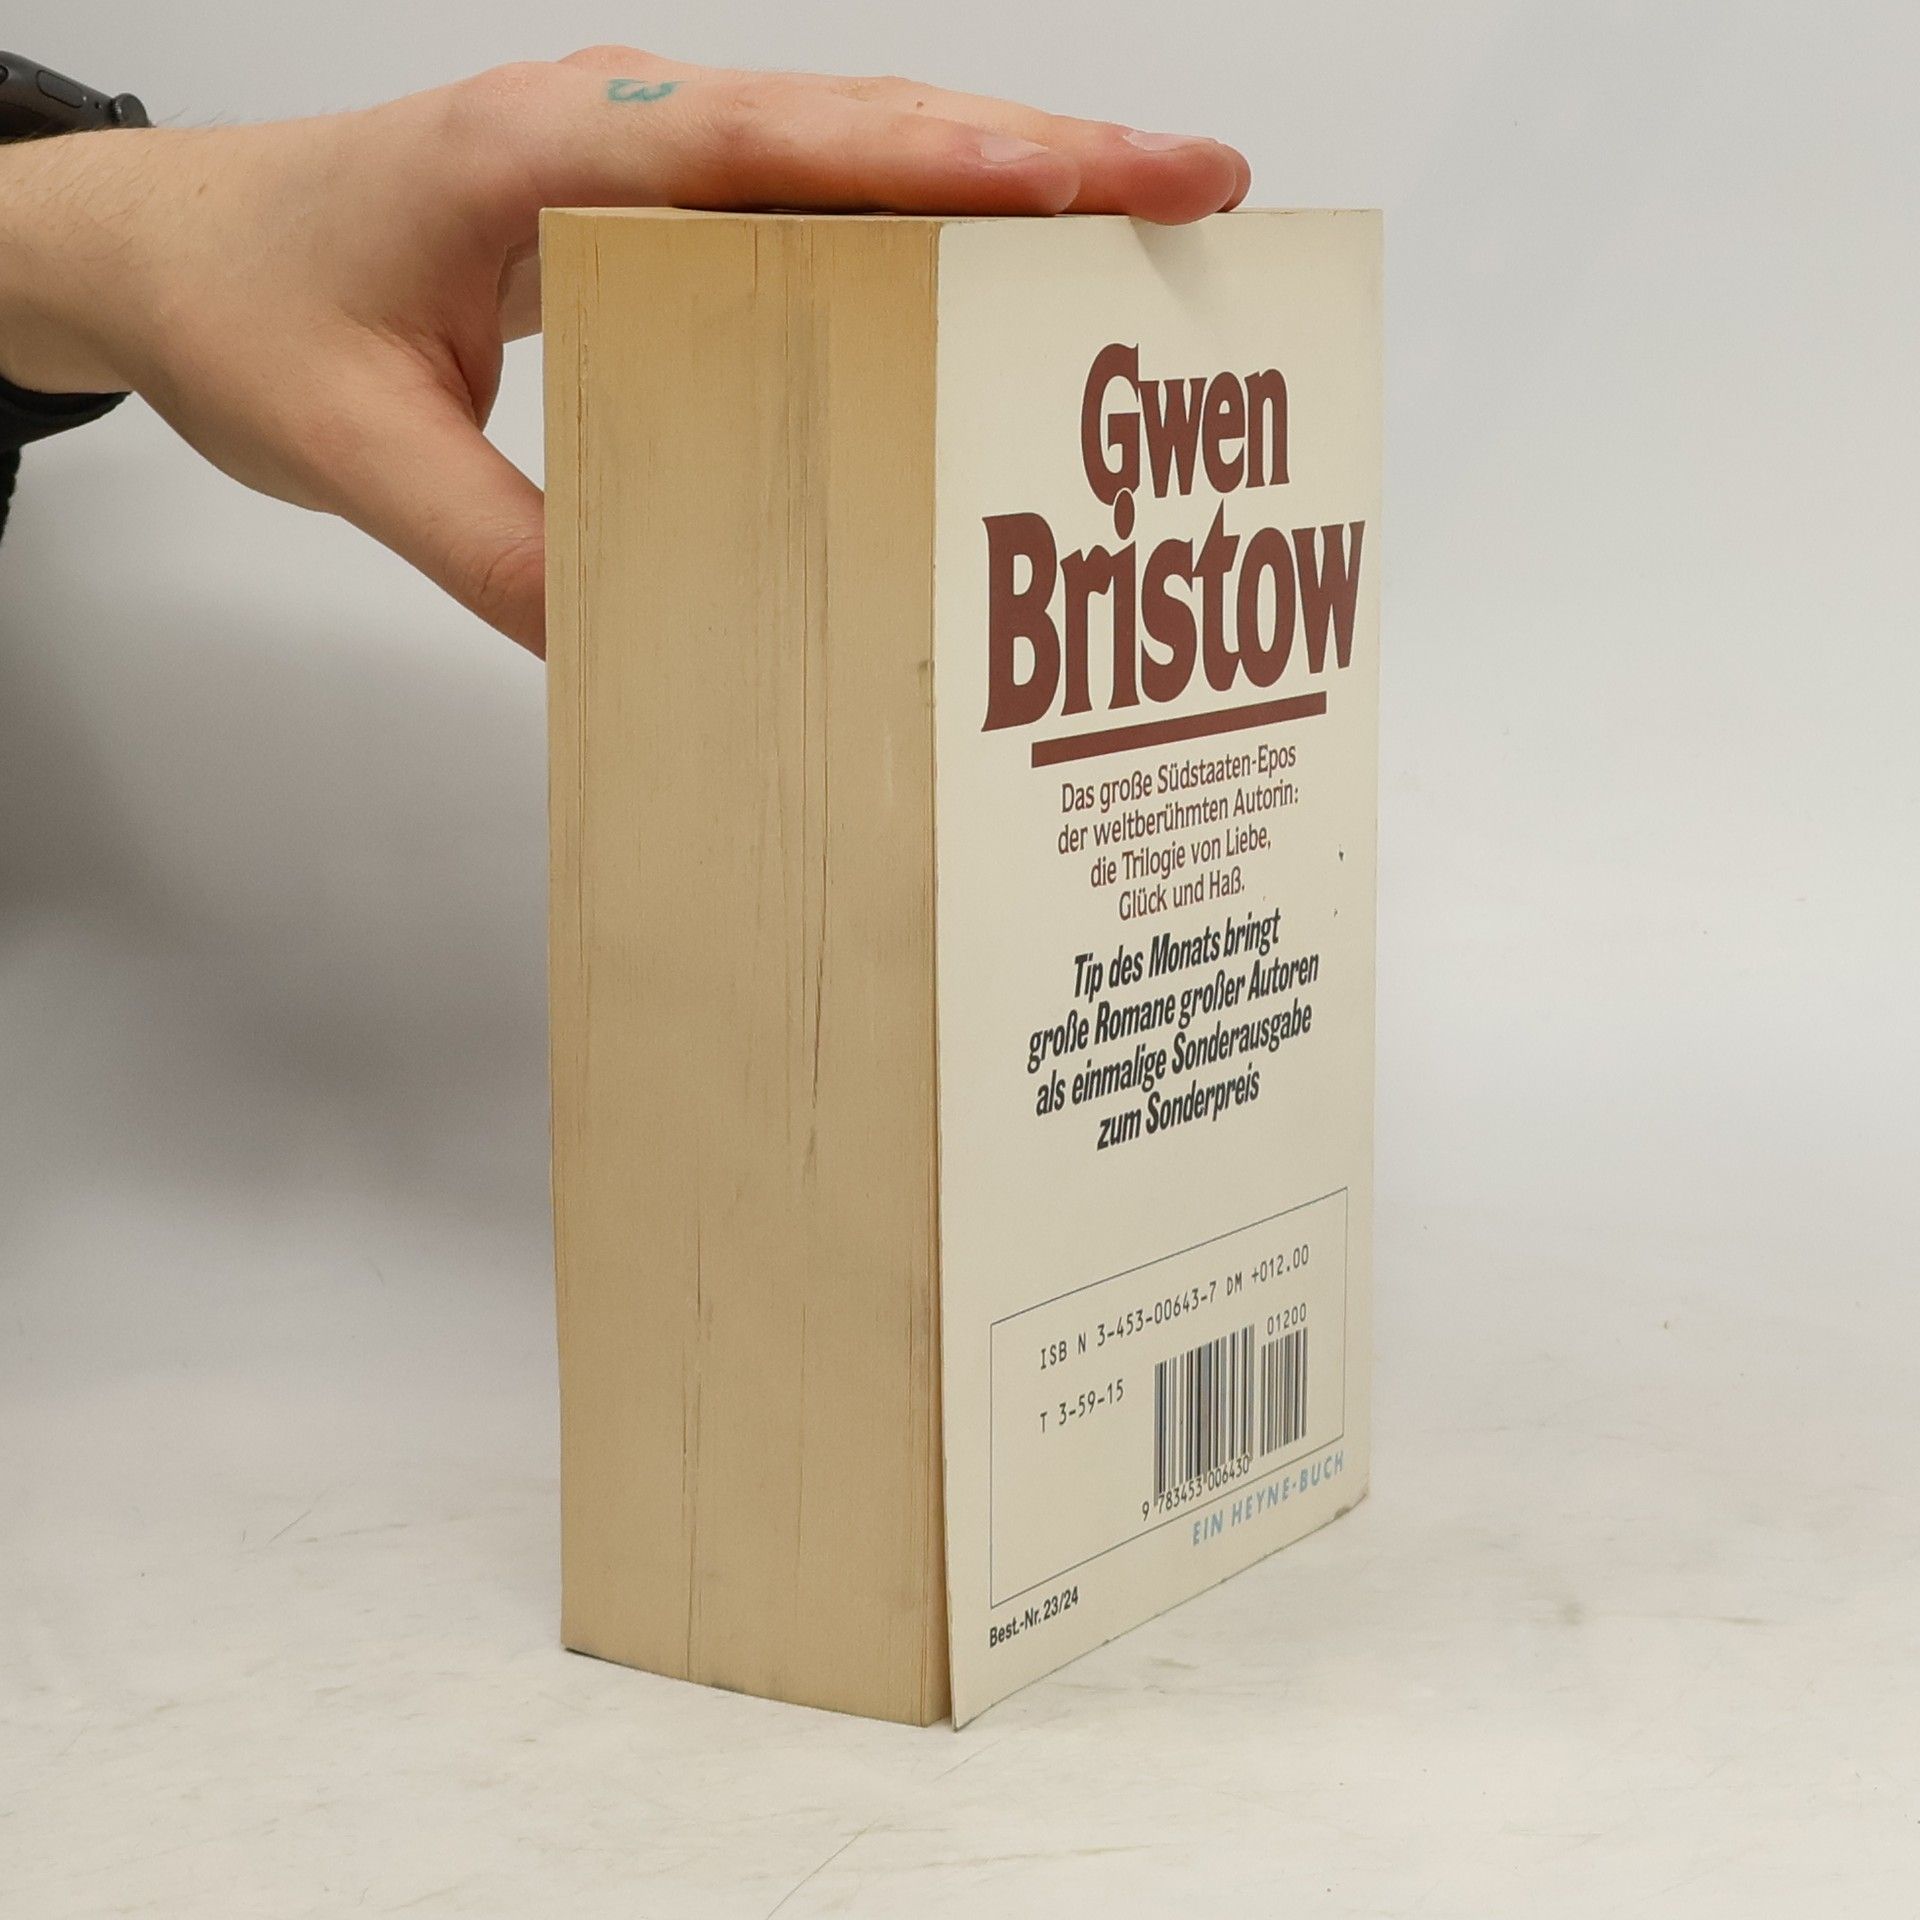 Gwen
Bristow
Das große Südstaaten-Epos
der weltberühmten Autorin:
die Trilogie von Liebe,
Glück und Haß.
Tip des Monats bringt
große Romane großer Autoren
als einmalige Sonderausgabe
zum Sonderpreis
ISB N 3-453-00643-7 DM +012.00
01200
T 3-59-15
9 783453 006430
EIN HEYNE-BUCH
Best.-Nr. 23/24